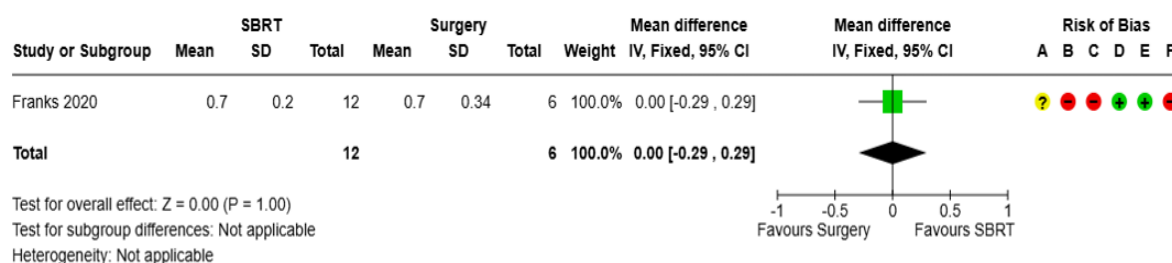 SBRT Surgery Mean difference Mean difference Risk of Bias
Study or Subgroup Mean SD Total Mean SD Total Weight IV, Fixed, 95% CI IV, Fixed, 95% CI A B C D E F
Franks 2020 0.7 0.2 12 0.7 0.34 6 100.0% 0.00 [-0.29 , 0.29] ? - - + + -
Total 12 6 100.0% 0.00 [-0.29 , 0.29]
Test for overall effect: Z = 0.00 (P = 1.00)
-1 -0.5 0 0.5 1
Test for subgroup differences: Not applicable
Favours Surgery Favours SBRT
Heterogeneity: Not applicable